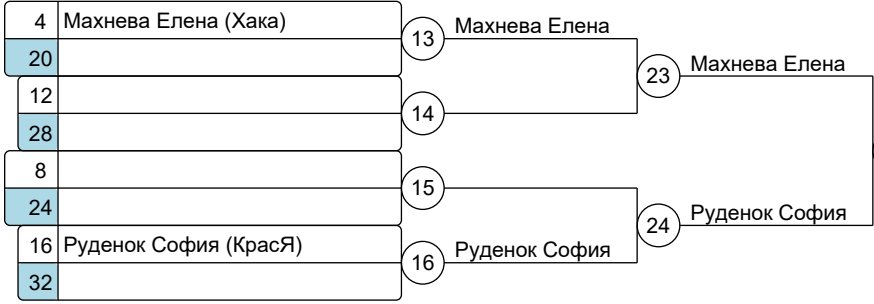 4 Махнева Елена (Хака)
20
12
28
8
24
16 Руденок София (КрасЯ)
32
13 Махнева Елена
14
15
16 Руденок София
23 Махнева Елена
24 Руденок София